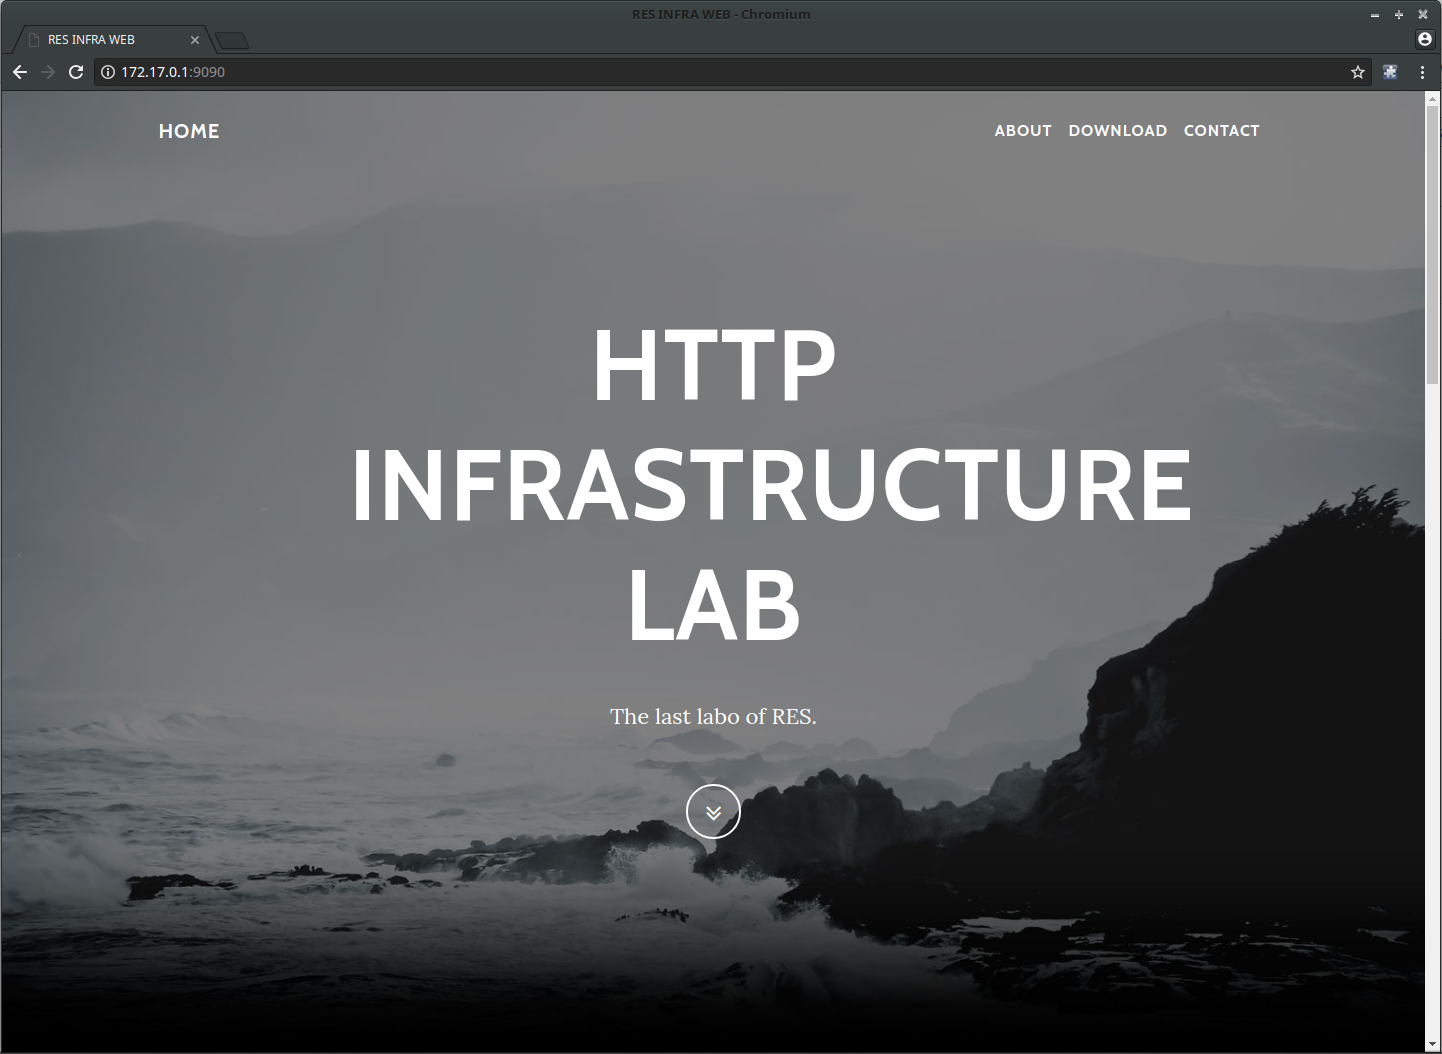 RES INFRA WEB - Chromium
RES INFRA WEB
172.17.0.1:9090
HOME ABOUT DOWNLOAD CONTACT
HTTP
INFRASTRUCTURE
LAB
The last labo of RES.